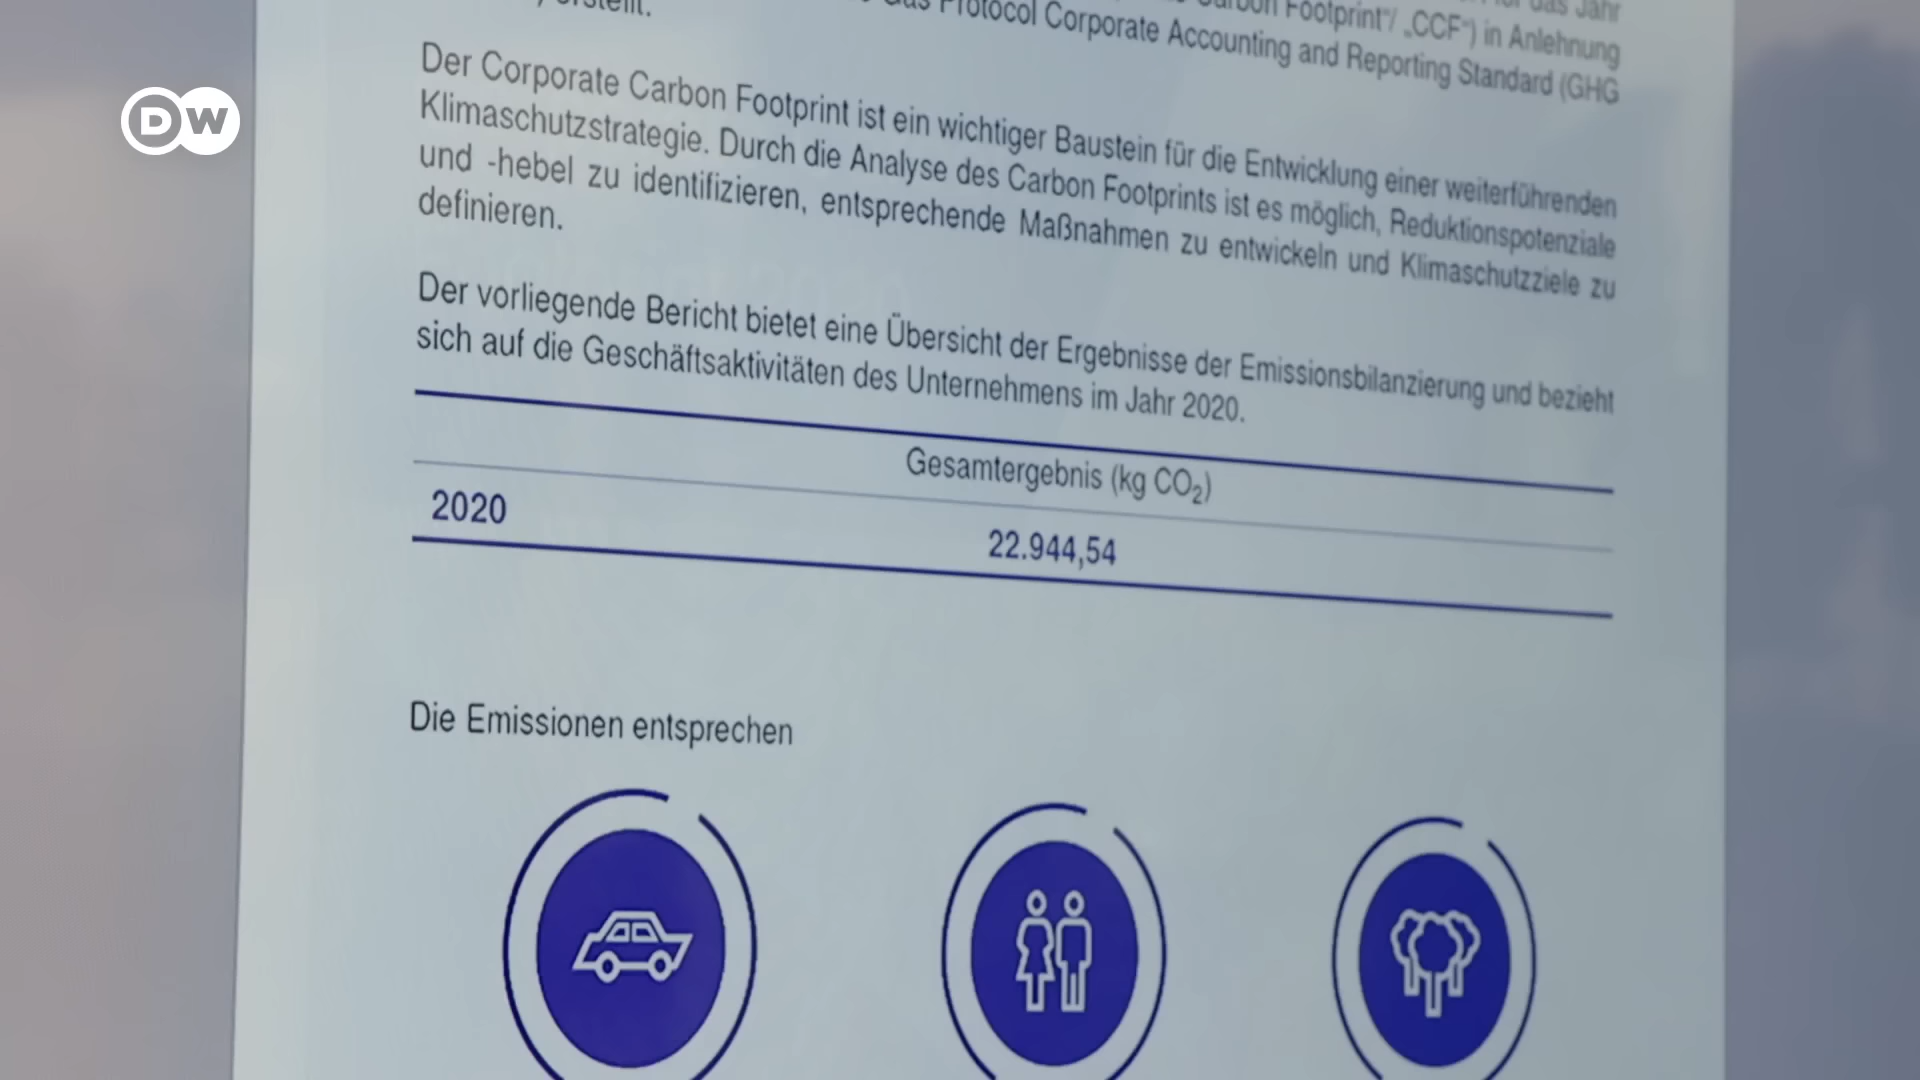 erstellt.
Carbon Footprint“/ „CCF“) in Anlehnung
Gas Protocol Corporate Accounting and Reporting Standard (GHG
Der Corporate Carbon Footprint ist ein wichtiger Baustein für die Entwicklung einer weiterführenden
Klimaschutzstrategie. Durch die Analyse des Carbon Footprints ist es möglich, Reduktionspotenziale
und -hebel zu identifizieren, entsprechende Maßnahmen zu entwickeln und Klimaschutzziele zu
definieren.
Der vorliegende Bericht bietet eine Übersicht der Ergebnisse der Emissionsbilanzierung und bezieht
sich auf die Geschäftsaktivitäten des Unternehmens im Jahr 2020.
Gesamtergebnis (kg CO₂)
2020 22.944,54
Die Emissionen entsprechen
DW